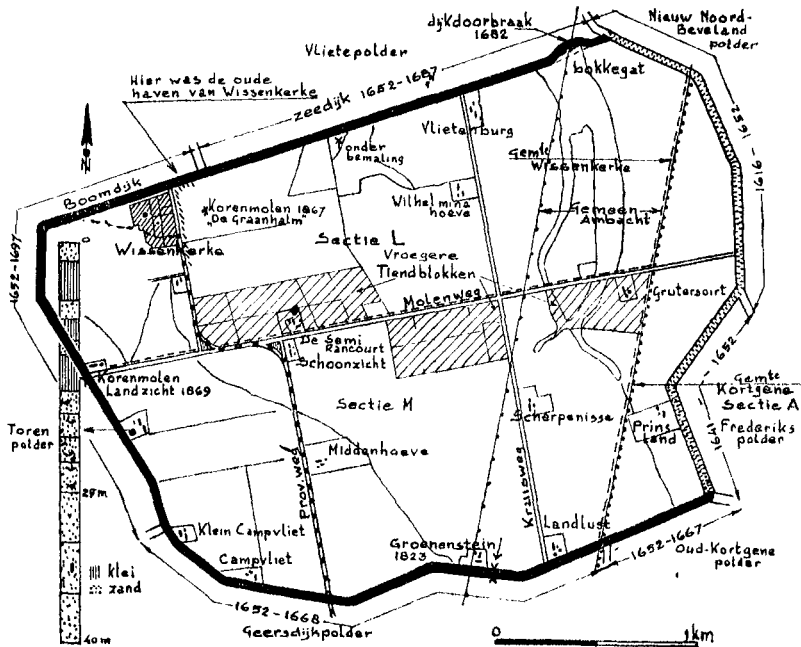 dijkdoorbraak
1682
Nieuw Noord-
Beveland
polder
Vlietepolder
bokkegat
Hier was de oude
haven van Wissenkerke
zeedijk 1652-1687
Vlietenburg
onder
bemaling
Gemte
Wissenkerke
1616-1652
Boomdijk
Korenmolen 1867
"De Graanhalm"
Wilhelmina
hoeve
Gemeen
Ambacht
Wissenkerke
Sectie L
Vroegere
Tiendblokken
1652-1697
0
Molenweg
Grutersoirt
De Semi
Rancourt
Schoonzicht
1652
Korenmolen
Landzicht 1869
Gemte
Kortgene
Sectie A
Sectie M
Scherpenisse
Prins
land
Frederiks
polder
1641
Toren
polder
Middenhoeve
Prov. weg
Kruisweg
Klein Campvliet
Landlust
Groenenstein
1823
Campvliet
klei
zand
1652-1667
Oud-Kortgene
polder
1652-1668
Geersdijkpolder
40m
0
1km